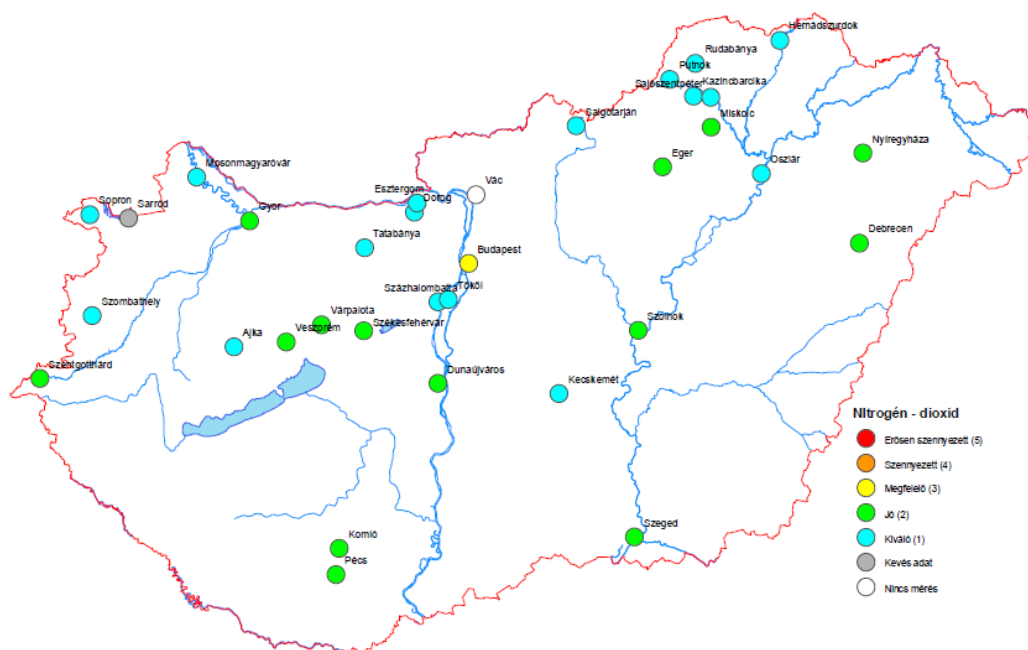 Hernádszurdok
Rudabánya
Putnok
Sajószentpéter
Kazincbarcika
Salgótarján
Miskolc
Nyíregyháza
Eger
Oszlár
Mosonmagyaróvár
Esztergom
Vác
Dorog
Sopron
Sarród
Győr
Debrecen
Tatabánya
Budapest
Százhalombatta
Tököl
Szombathely
Várpalota
Székesfehérvár
Veszprém
Ajka
Szolnok
Szentgotthárd
Dunaújváros
Kecskemét
Nitrogén - dioxid
Erősen szennyezett (5)
Szennyezett (4)
Megfelelő (3)
Jó (2)
Kiváló (1)
Kevés adat
Nincs mérés
Szeged
Komló
Pécs